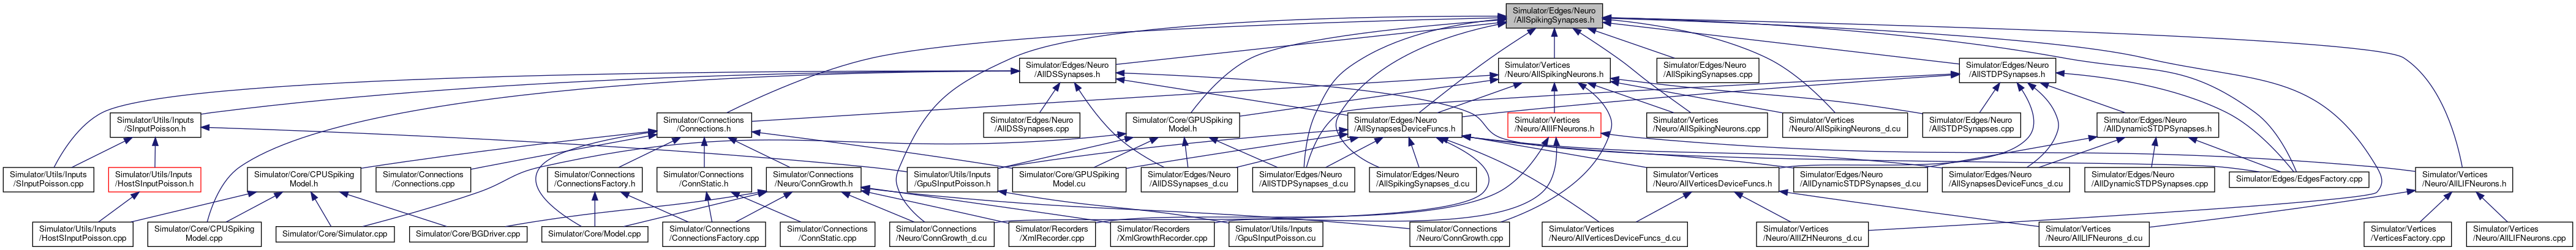 Simulator/Edges/Neuro
/AllSpikingSynapses.h
Simulator/Edges/Neuro
/AllDSSynapses.h
Simulator/Vertices
/Neuro/AllSpikingNeurons.h
Simulator/Edges/Neuro
/AllSpikingSynapses.cpp
Simulator/Edges/Neuro
/AllSTDPSynapses.h
Simulator/Utils/Inputs
/SInputPoisson.h
Simulator/Connections
/Connections.h
Simulator/Edges/Neuro
/AllDSSynapses.cpp
Simulator/Core/GPUSpiking
Model.h
Simulator/Edges/Neuro
/AllSynapsesDeviceFuncs.h
Simulator/Vertices
/Neuro/AllIFNeurons.h
Simulator/Vertices
/Neuro/AllSpikingNeurons.cpp
Simulator/Vertices
/Neuro/AllSpikingNeurons_d.cu
Simulator/Edges/Neuro
/AllSTDPSynapses.cpp
Simulator/Edges/Neuro
/AllDynamicSTDPSynapses.h
Simulator/Utils/Inputs
/SInputPoisson.cpp
Simulator/Utils/Inputs
/HostSInputPoisson.h
Simulator/Core/CPUSpiking
Model.h
Simulator/Connections
/Connections.cpp
Simulator/Connections
/ConnectionsFactory.h
Simulator/Connections
/ConnStatic.h
Simulator/Connections
/Neuro/ConnGrowth.h
Simulator/Utils/Inputs
/GpuSInputPoisson.h
Simulator/Core/GPUSpiking
Model.cu
Simulator/Edges/Neuro
/AllDSSynapses_d.cu
Simulator/Edges/Neuro
/AllSTDPSynapses_d.cu
Simulator/Edges/Neuro
/AllSpikingSynapses_d.cu
Simulator/Vertices
/Neuro/AllVerticesDeviceFuncs.h
Simulator/Edges/Neuro
/AllDynamicSTDPSynapses_d.cu
Simulator/Edges/Neuro
/AllSynapsesDeviceFuncs_d.cu
Simulator/Edges/Neuro
/AllDynamicSTDPSynapses.cpp
Simulator/Edges/EdgesFactory.cpp
Simulator/Vertices
/Neuro/AllLIFNeurons.h
Simulator/Utils/Inputs
/HostSInputPoisson.cpp
Simulator/Core/CPUSpiking
Model.cpp
Simulator/Core/Simulator.cpp
Simulator/Core/BGDriver.cpp
Simulator/Core/Model.cpp
Simulator/Connections
/ConnectionsFactory.cpp
Simulator/Connections
/ConnStatic.cpp
Simulator/Connections
/Neuro/ConnGrowth_d.cu
Simulator/Recorders
/XmlRecorder.cpp
Simulator/Recorders
/XmlGrowthRecorder.cpp
Simulator/Utils/Inputs
/GpuSInputPoisson.cu
Simulator/Connections
/Neuro/ConnGrowth.cpp
Simulator/Vertices
/Neuro/AllVerticesDeviceFuncs_d.cu
Simulator/Vertices
/Neuro/AllIZHNeurons_d.cu
Simulator/Vertices
/Neuro/AllLIFNeurons_d.cu
Simulator/Vertices
/VerticesFactory.cpp
Simulator/Vertices
/Neuro/AllLIFNeurons.cpp